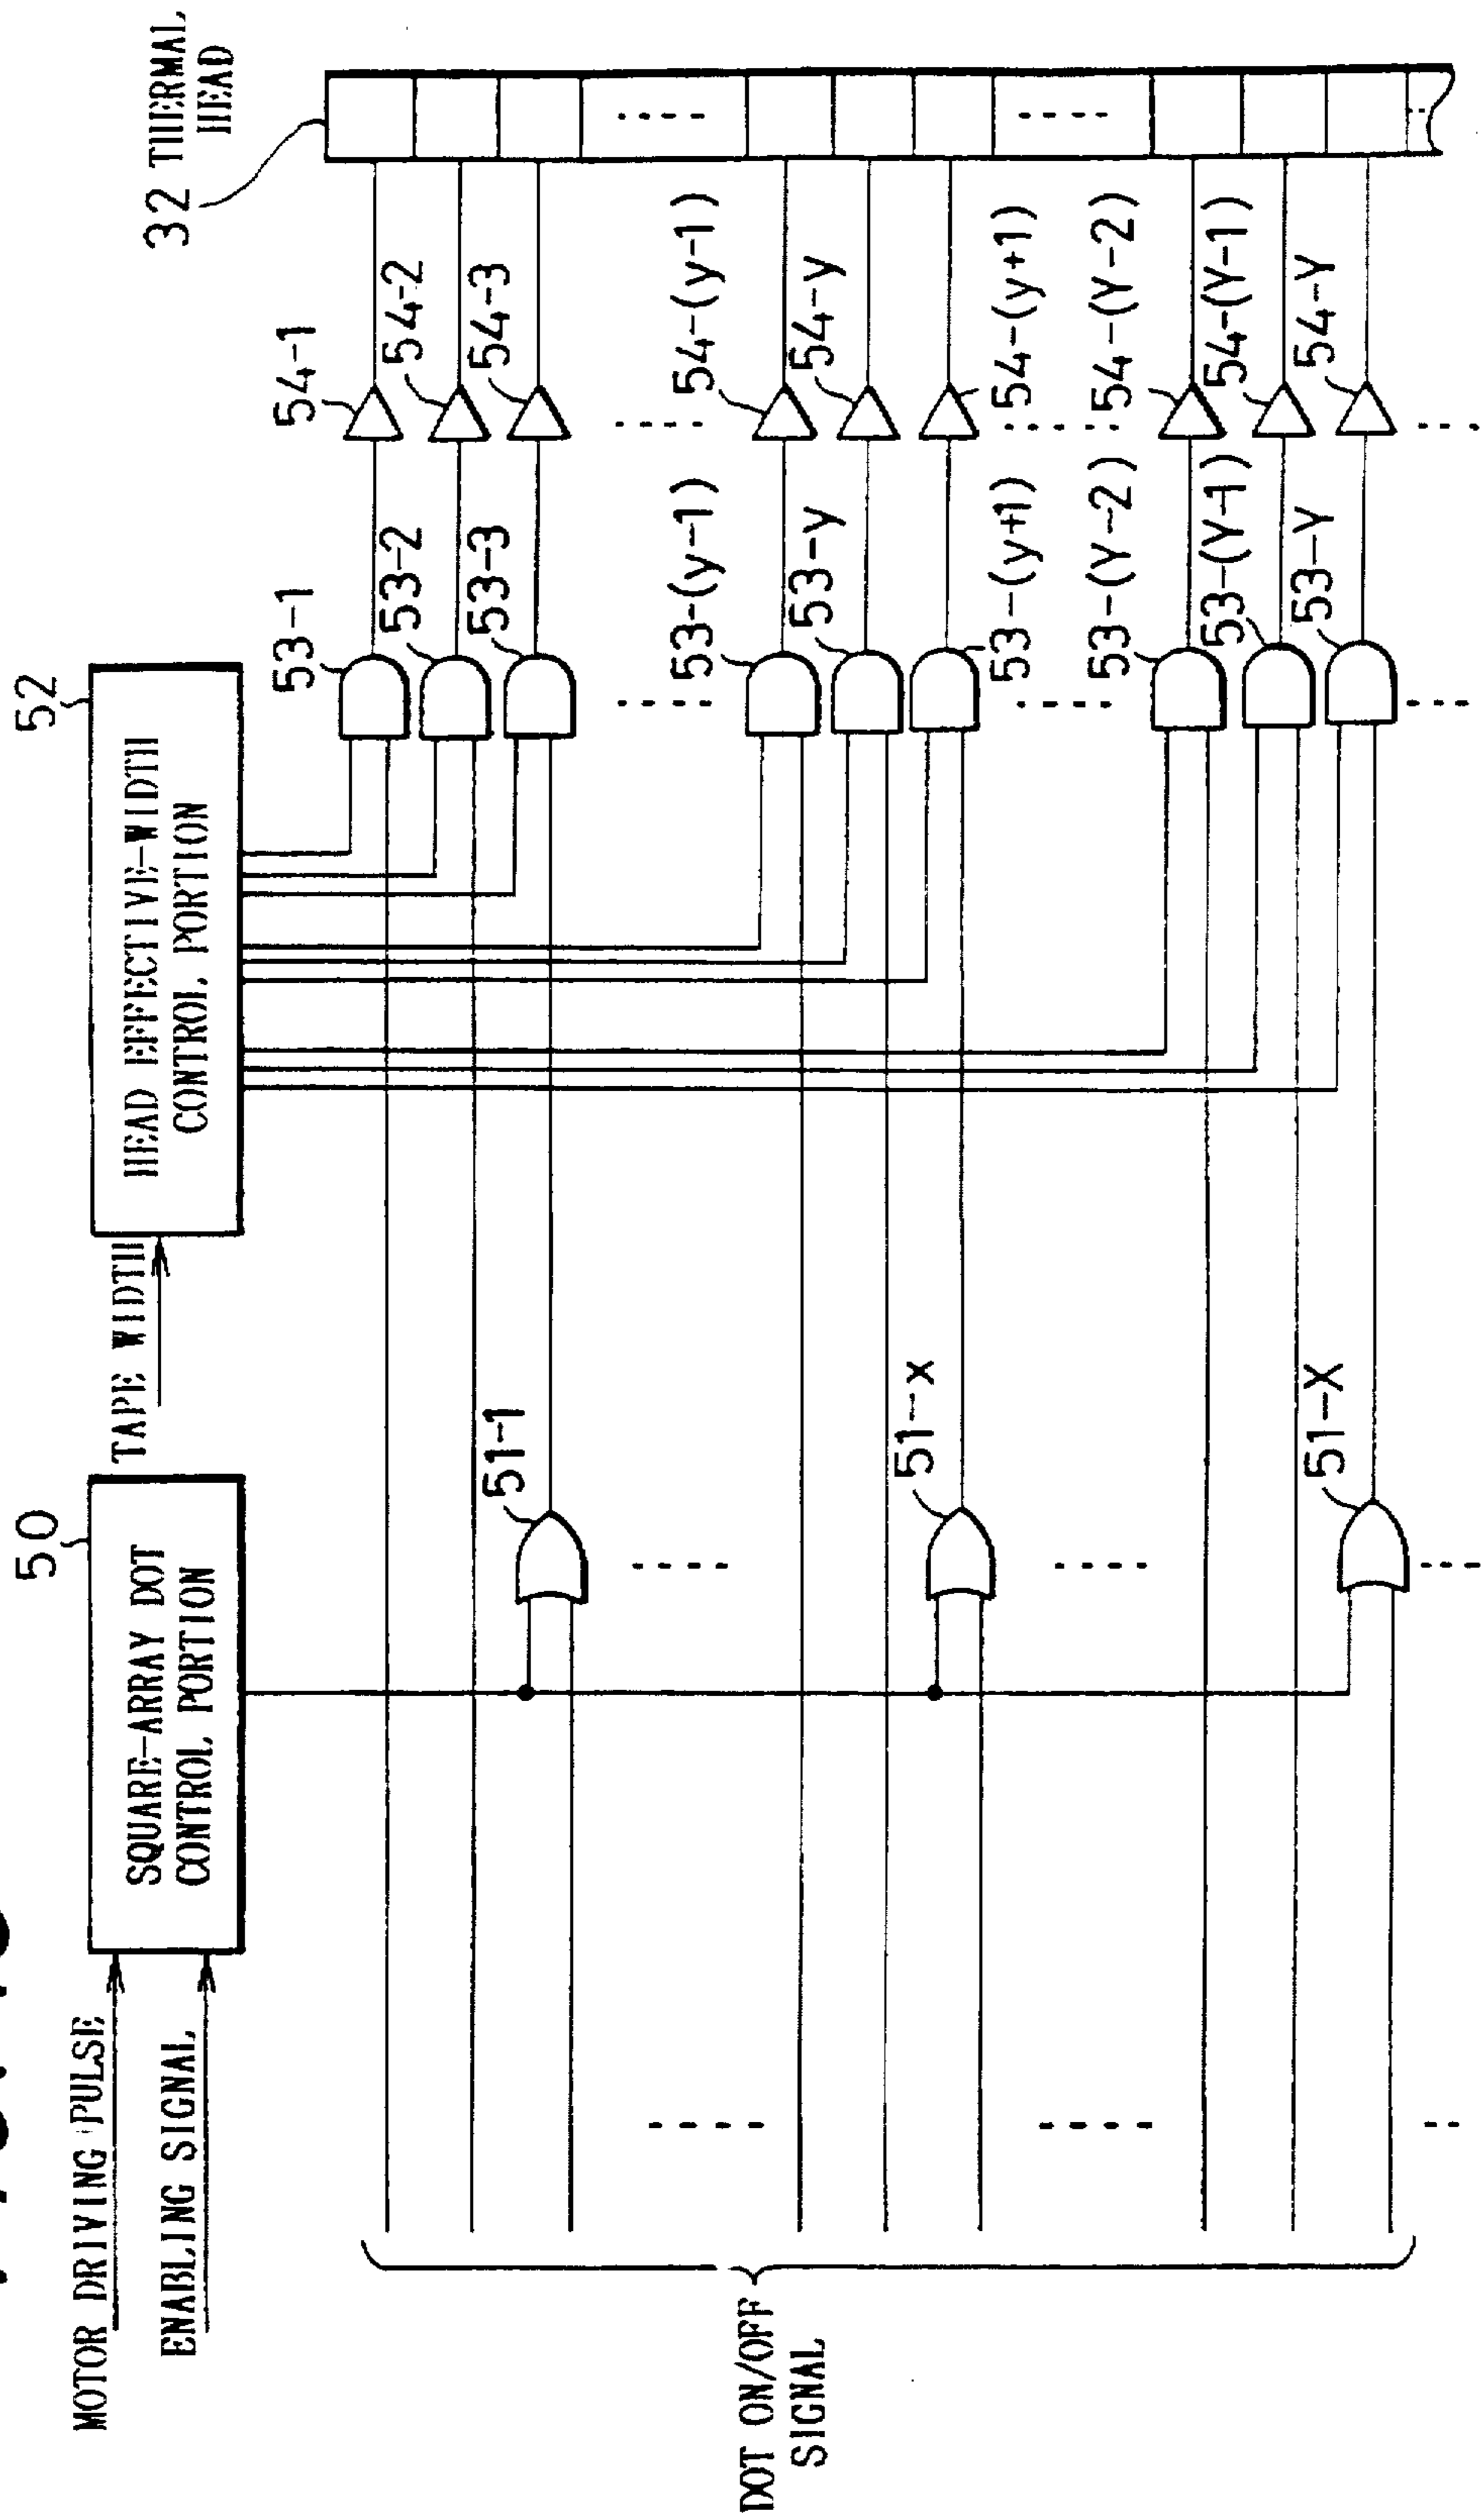 50
52
32 THERMAL
HEAD
MOTOR DRIVING PULSE
ENABLING SIGNAL
SQUARE-ARRAY DOT
CONTROL PORTION
TAPE WIDTH
HEAD EFFECTIVE-WIDTH
CONTROL PORTION
53-1
54-1
53-2
54-2
51-1
53-3
54-3
53-(y-1)
54-(y-1)
53-y
54-y
51-x
53-(y+1)
54-(y+1)
53-(Y-2)
54-(Y-2)
53-(Y-1)
54-(Y-1)
51-X
53-Y
54-Y
DOT ON/OFF
SIGNAL